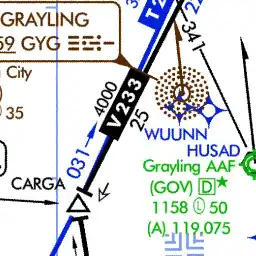 GRAYLING
59 GYG
City
35
T2
341
4000
V233
25
031
WUUNN
HUSAD
Grayling AAF
(GOV) D★
1158 Ⓛ 50
(A) 119.075
CARGA